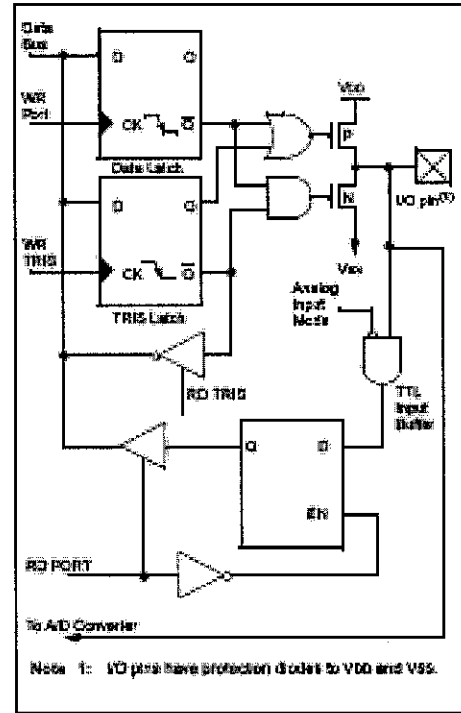 Data
Bus
D
Q
VDD
WR
Port
CK
Q
P
Data Latch
I/O pin(1)
D
Q
N
WR
TRIS
CK
Q
VSS
TRIS Latch
Analog
Input
Mode
RD TRIS
TTL
Input
Buffer
Q
D
EN
RD PORT
To A/D Converter
Note 1: I/O pins have protection diodes to VDD and VSS.